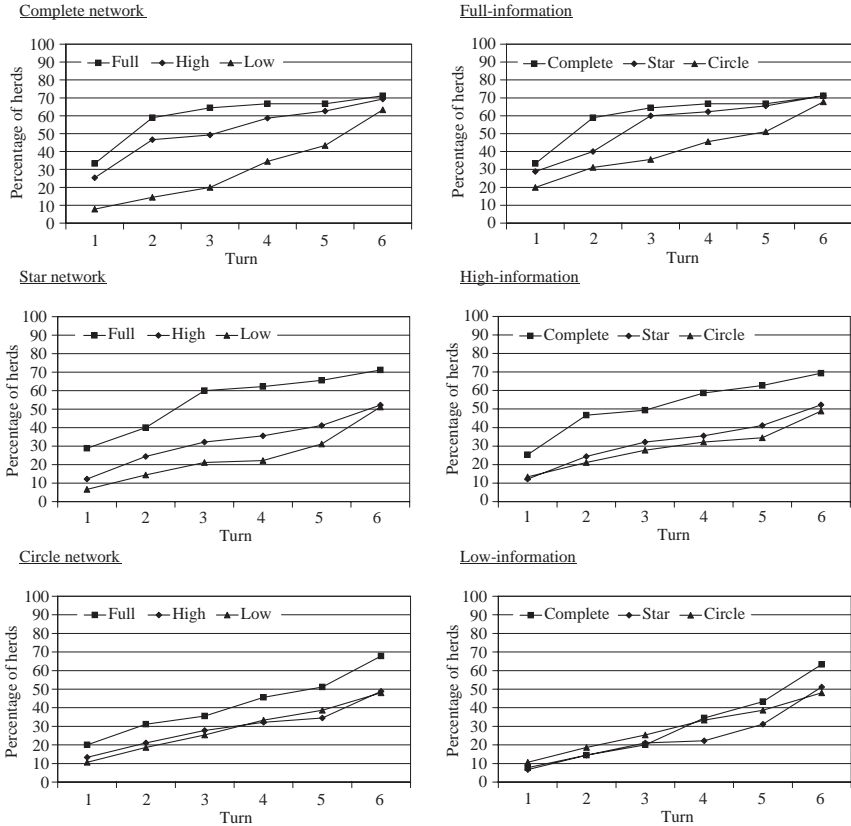 Complete network
100
90
80
70
60
50
40
30
20
10
0
Percentage of herds
Full High Low
1 2 3 4 5 6
Turn
Full-information
100
90
80
70
60
50
40
30
20
10
0
Percentage of herds
Complete Star Circle
1 2 3 4 5 6
Turn
Star network
100
90
80
70
60
50
40
30
20
10
0
Percentage of herds
Full High Low
1 2 3 4 5 6
Turn
High-information
100
90
80
70
60
50
40
30
20
10
0
Percentage of herds
Complete Star Circle
1 2 3 4 5 6
Turn
Circle network
100
90
80
70
60
50
40
30
20
10
0
Percentage of herds
Full High Low
1 2 3 4 5 6
Turn
Low-information
100
90
80
70
60
50
40
30
20
10
0
Percentage of herds
Complete Star Circle
1 2 3 4 5 6
Turn